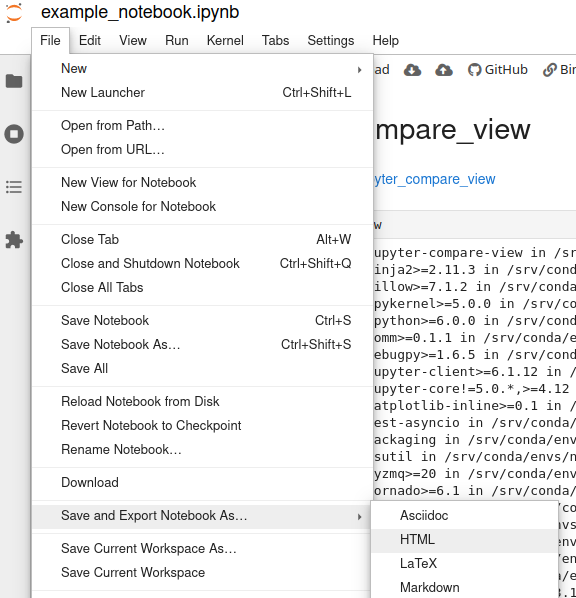 example_notebook.ipynb
File Edit View Run Kernel Tabs Settings Help
New
New Launcher Ctrl+Shift+L
Open from Path…
Open from URL…
New View for Notebook
New Console for Notebook
Close Tab Alt+W
Close and Shutdown Notebook Ctrl+Shift+Q
Close All Tabs
Save Notebook Ctrl+S
Save Notebook As… Ctrl+Shift+S
Save All
Reload Notebook from Disk
Revert Notebook to Checkpoint
Rename Notebook…
Download
Save and Export Notebook As…
Save Current Workspace As…
Save Current Workspace
Asciidoc
HTML
LaTeX
Markdown
ad GitHub Bin
mpare_view
yter_compare_view
w
upyter-compare-view in /sr
inja2>=2.11.3 in /srv/cond
illow>=7.1.2 in /srv/conda
pykernel>=5.0.0 in /srv/co
python>=6.0.0 in /srv/cond
omm>=0.1.1 in /srv/conda/e
ebugpy>=1.6.5 in /srv/cond
upyter-client>=6.1.12 in /
upyter-core!=5.0.*,>=4.12
atplotlib-inline>=0.1 in /
est-asyncio in /srv/conda/
ackaging in /srv/conda/env
sutil in /srv/conda/envs/n
yzmq>=20 in /srv/conda/env
ornado>=6.1 in /srv/conda/